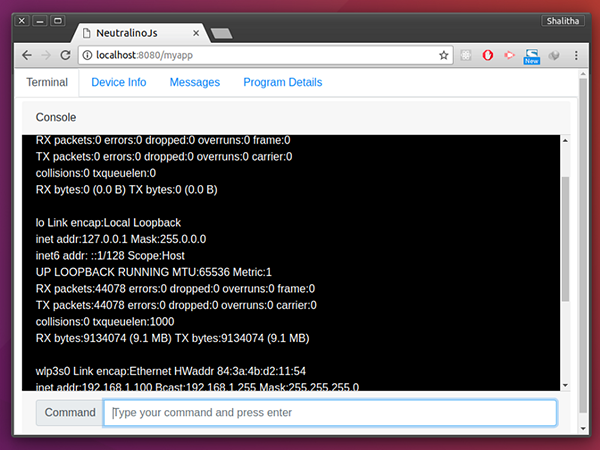 NeutralinoJs
Shalitha
localhost:8080/myapp
New
Terminal Device Info Messages Program Details
Console
RX packets:0 errors:0 dropped:0 overruns:0 frame:0
TX packets:0 errors:0 dropped:0 overruns:0 carrier:0
collisions:0 txqueuelen:0
RX bytes:0 (0.0 B) TX bytes:0 (0.0 B)
lo Link encap:Local Loopback
inet addr:127.0.0.1 Mask:255.0.0.0
inet6 addr: ::1/128 Scope:Host
UP LOOPBACK RUNNING MTU:65536 Metric:1
RX packets:44078 errors:0 dropped:0 overruns:0 frame:0
TX packets:44078 errors:0 dropped:0 overruns:0 carrier:0
collisions:0 txqueuelen:1000
RX bytes:9134074 (9.1 MB) TX bytes:9134074 (9.1 MB)
wlp3s0 Link encap:Ethernet HWaddr 84:3a:4b:d2:11:54
inet addr:192.168.1.100 Bcast:192.168.1.255 Mask:255.255.255.0
Command Type your command and press enter